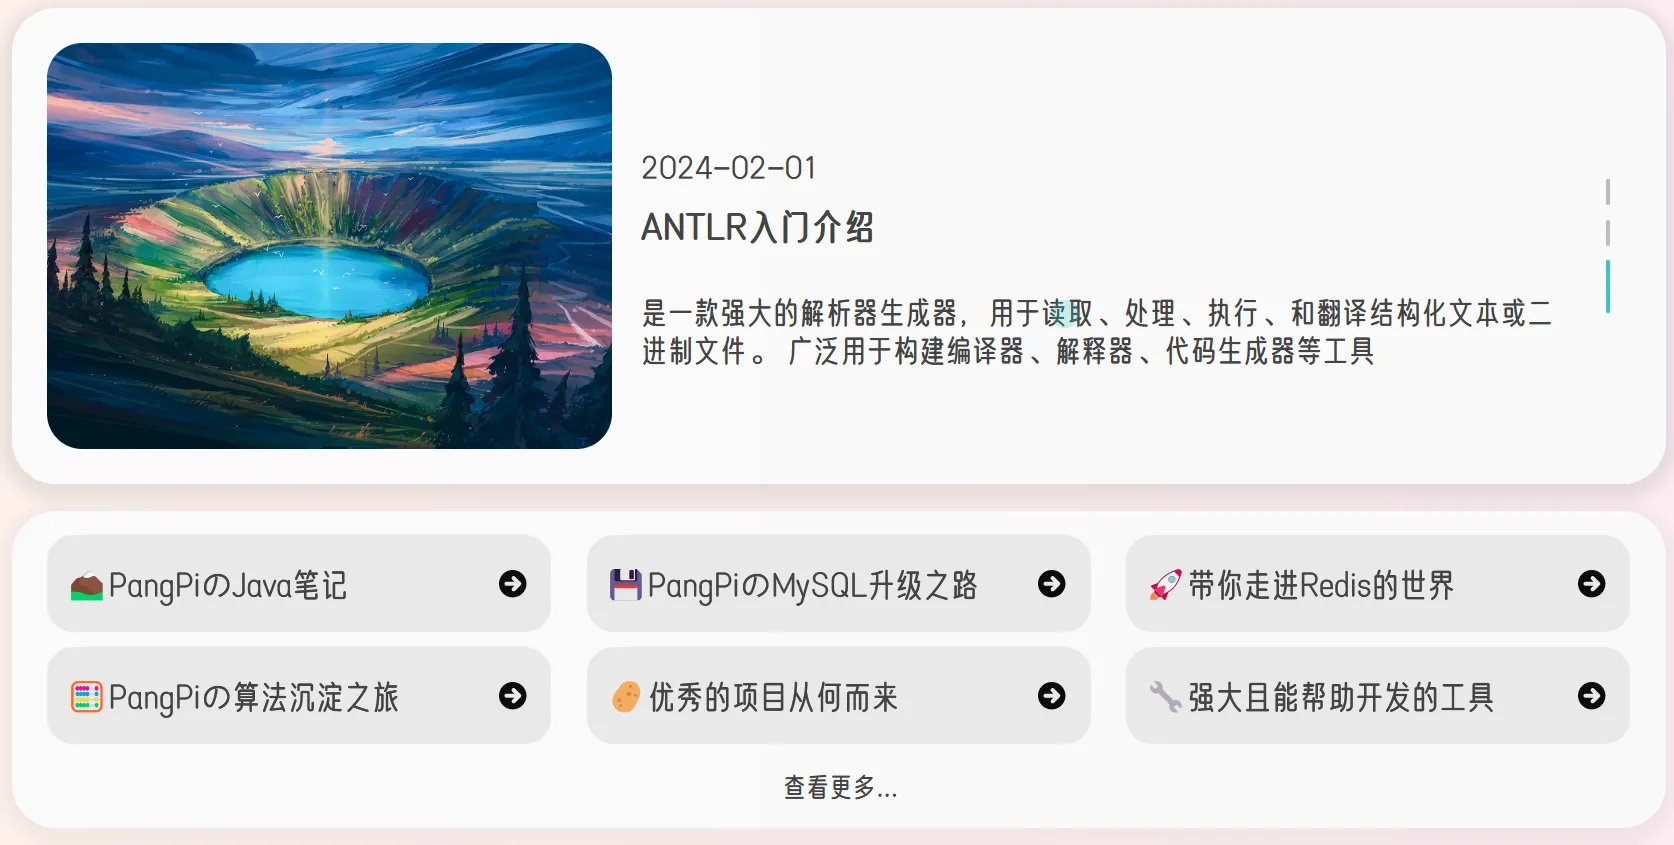 2024-02-01
ANTLR入门介绍
是一款强大的解析器生成器，用于读取、处理、执行、和翻译结构化文本或二
进制文件。 广泛用于构建编译器、解释器、代码生成器等工具
PangPiのJava笔记
PangPiのMySQL升级之路
带你走进Redis的世界
PangPiの算法沉淀之旅
优秀的项目从何而来
强大且能帮助开发的工具
查看更多...